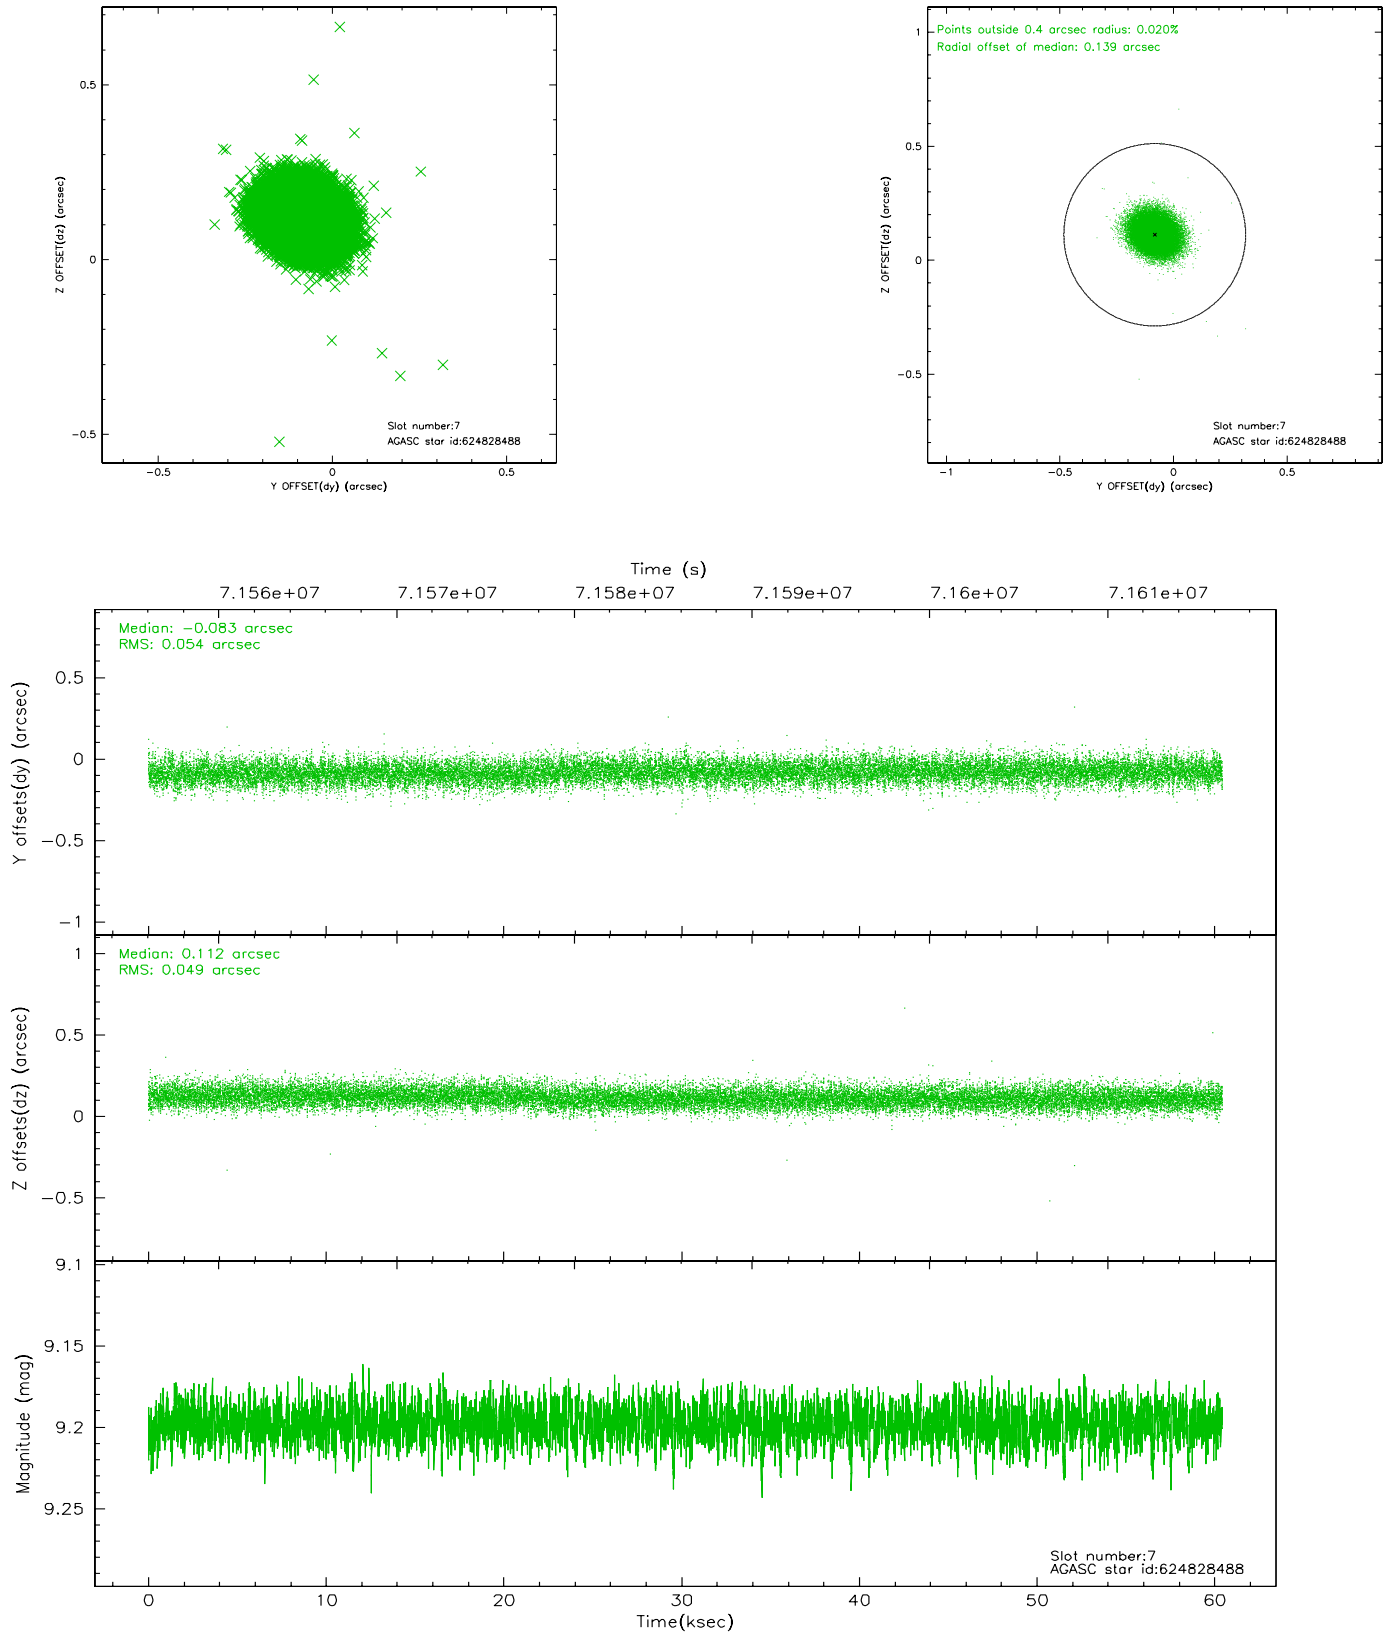 0.5
0
−0.5
Z OFFSET(dz) (arcsec)
Slot number:7
AGASC star id:624828488
−0.5
0
0.5
Y OFFSET(dy) (arcsec)
Points outside 0.4 arcsec radius: 0.020%
Radial offset of median: 0.139 arcsec
1
0.5
0
−0.5
Z OFFSET(dz) (arcsec)
Slot number:7
AGASC star id:624828488
−1
−0.5
0
0.5
Y OFFSET(dy) (arcsec)
Time (s)
7.156e+07
7.157e+07
7.158e+07
7.159e+07
7.16e+07
7.161e+07
Median: −0.083 arcsec
RMS: 0.054 arcsec
0.5
0
−0.5
−1
Y offsets(dy) (arcsec)
Median: 0.112 arcsec
RMS: 0.049 arcsec
1
0.5
0
−0.5
Z offsets(dz) (arcsec)
9.1
9.15
9.2
9.25
Magnitude (mag)
Slot number:7
AGASC star id:624828488
0
10
20
30
40
50
60
Time(ksec)